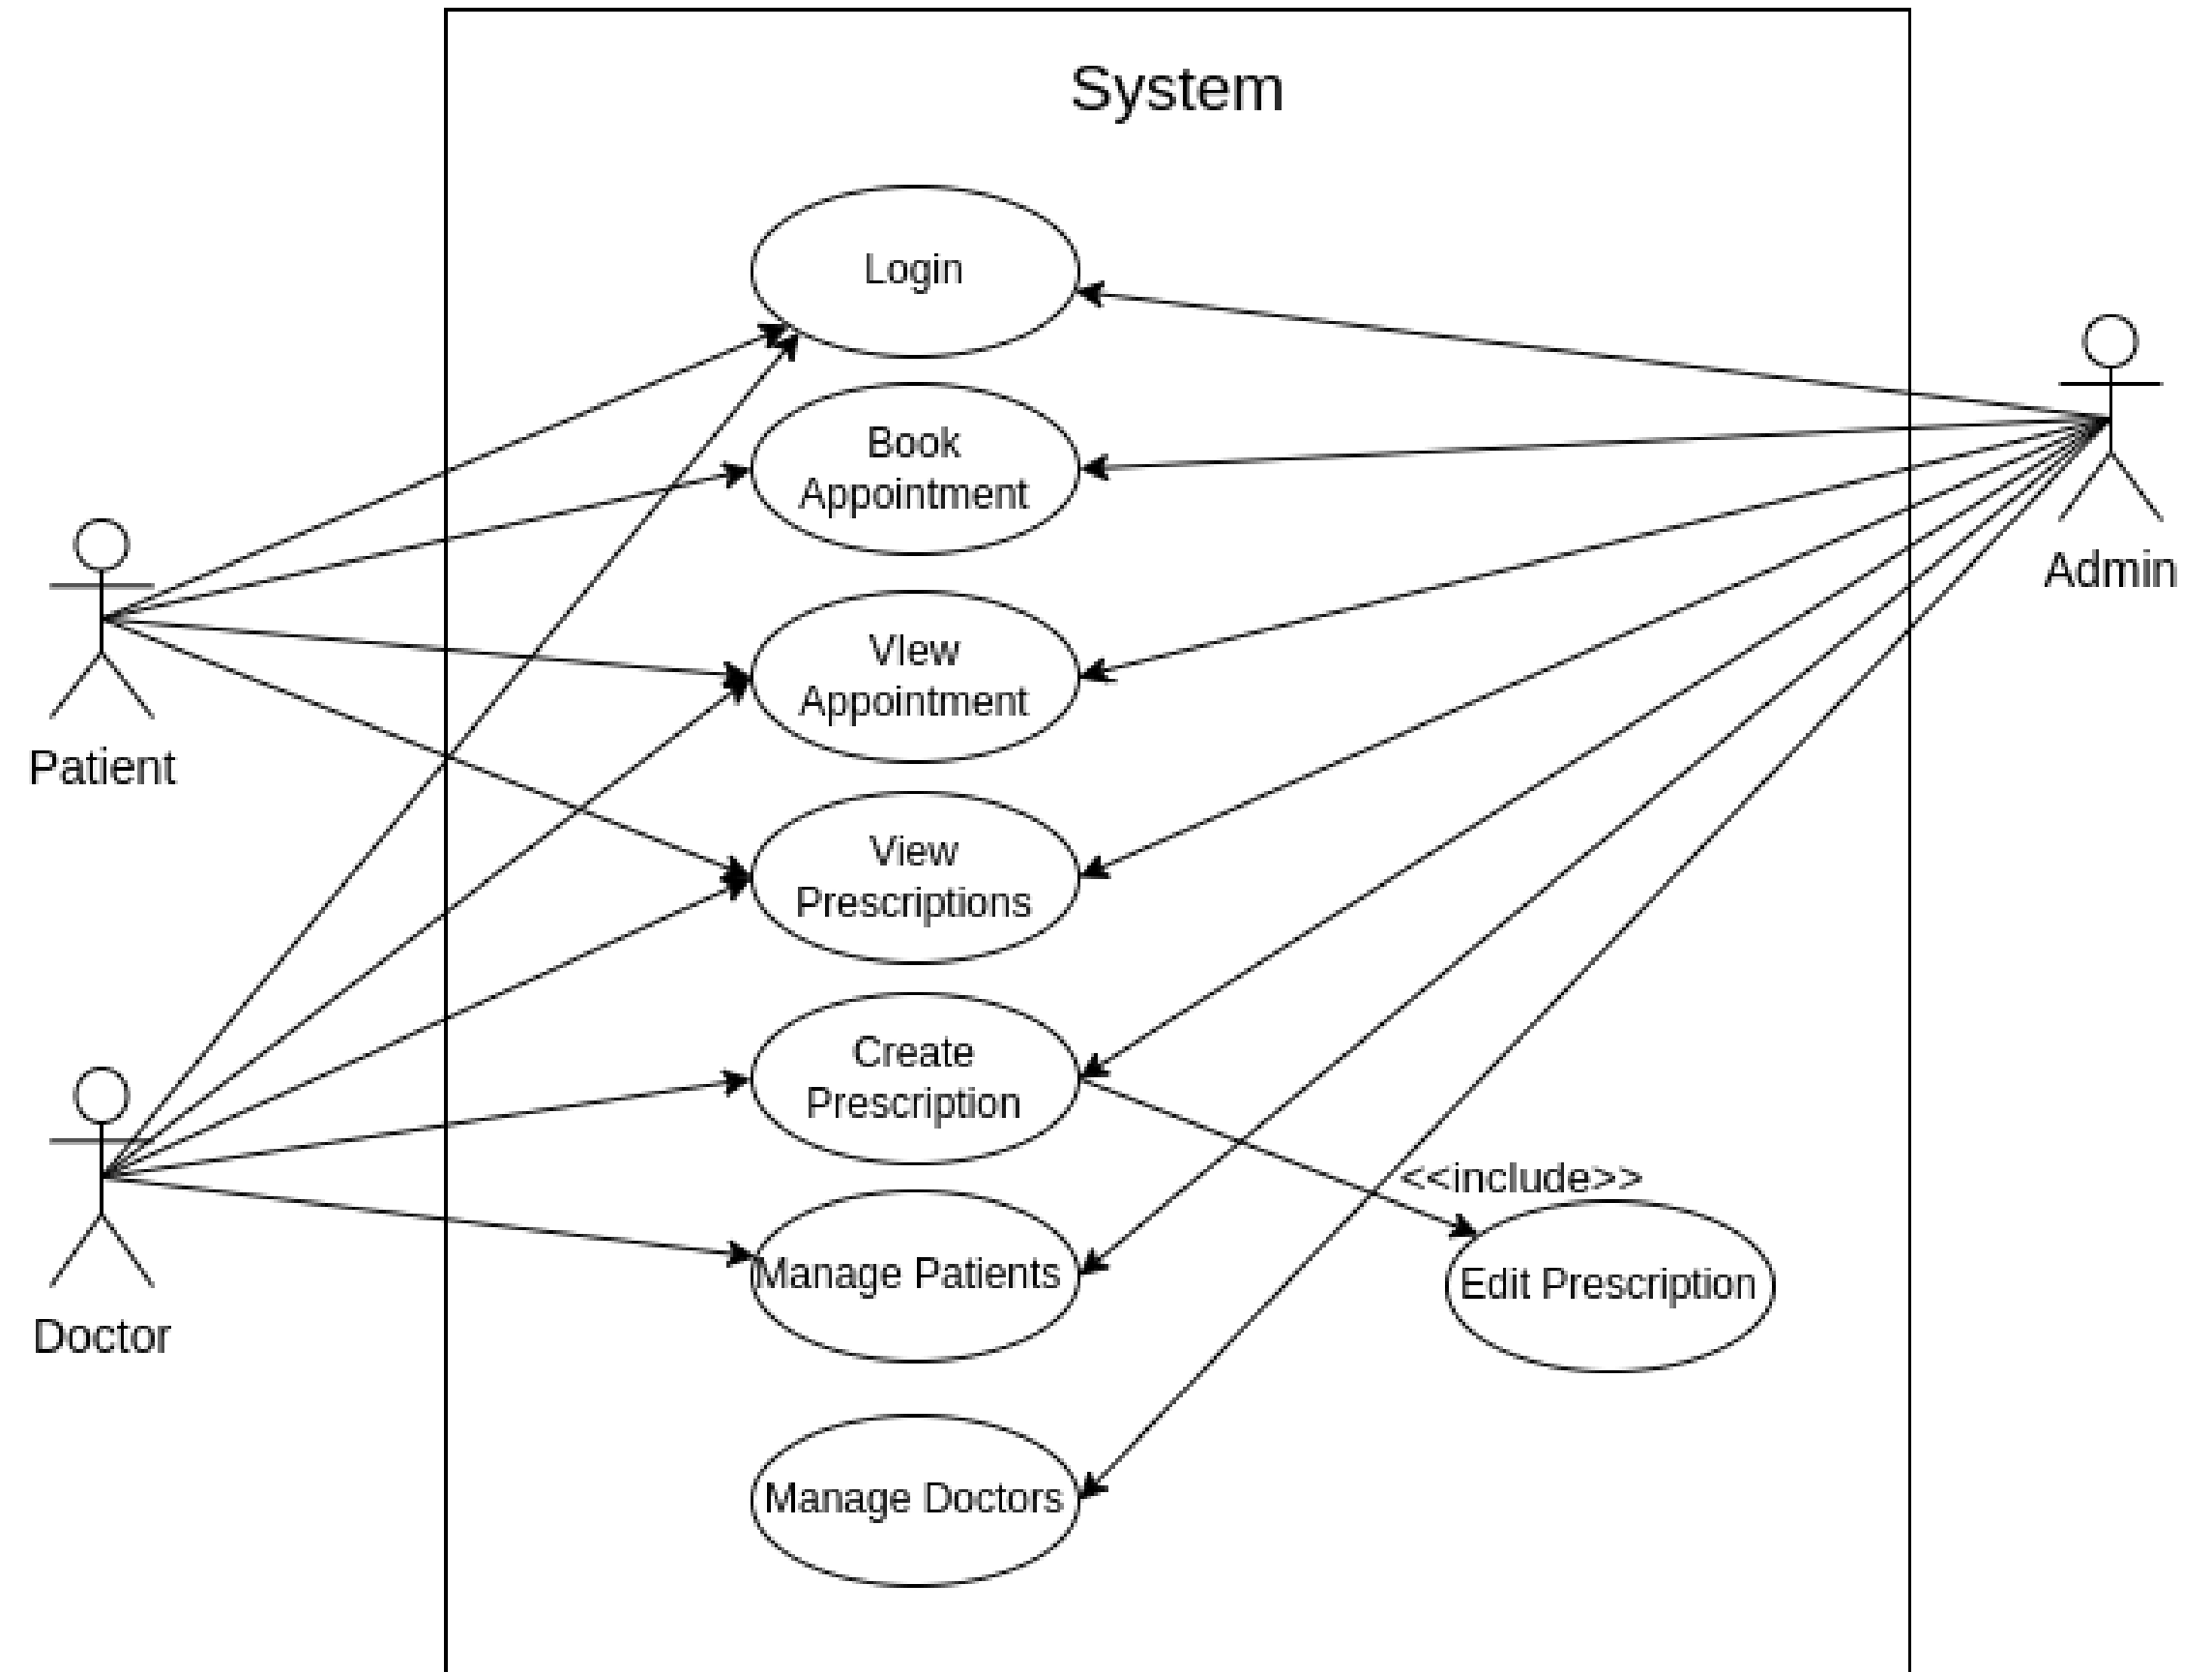 System
Login
Book
Appointment
VIew
Appointment
View
Prescriptions
Create
Prescription
Manage Patients
Manage Doctors
<<include>>
Edit Prescription
Patient
Doctor
Admin